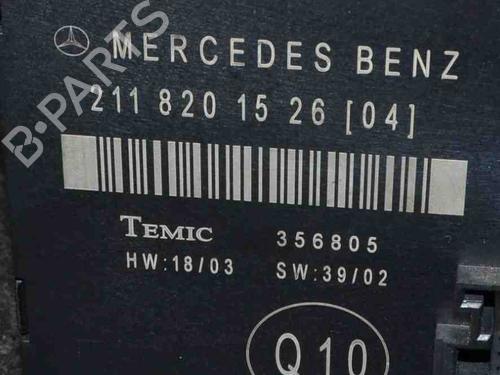 MERCEDES BENZ
211 820 15 26 [04]
TEMIC 356805
HW:18/03 SW:39/02
Q10
B-PARTS